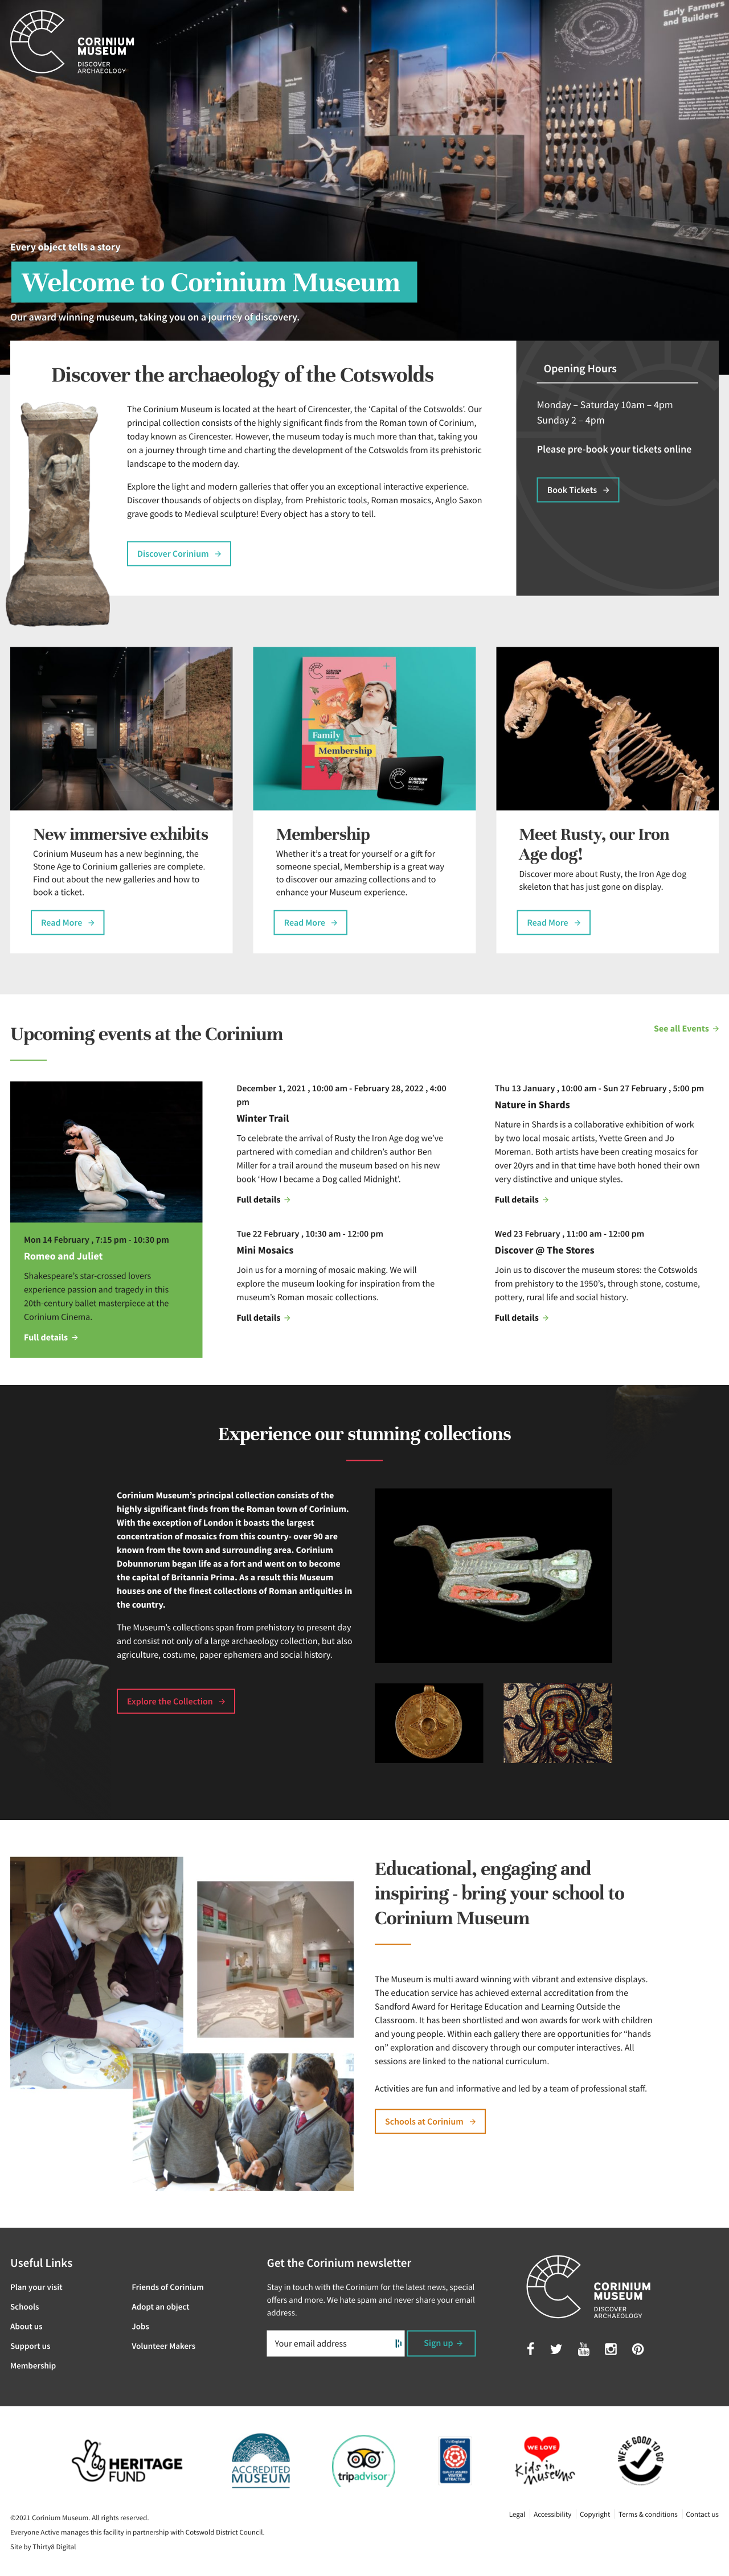 CORINIUM
MUSEUM
DISCOVER
ARCHAEOLOGY
Early Farmers
and Builders
Every object tells a story
Welcome to Corinium Museum
Our award winning museum, taking you on a journey of discovery.
Discover the archaeology of the Cotswolds
The Corinium Museum is located at the heart of Cirencester, the ‘Capital of the Cotswolds’. Our
principal collection consists of the highly significant finds from the Roman town of Corinium,
today known as Cirencester. However, the museum today is much more than that, taking you
on a journey through time and charting the development of the Cotswolds from its prehistoric
landscape to the modern day.
Explore the light and modern galleries that offer you an exceptional interactive experience.
Discover thousands of objects on display, from Prehistoric tools, Roman mosaics, Anglo Saxon
grave goods to Medieval sculpture! Every object has a story to tell.
Discover Corinium
Opening Hours
Monday – Saturday 10am – 4pm
Sunday 2 – 4pm
Please pre-book your tickets online
Book Tickets
New immersive exhibits
Corinium Museum has a new beginning, the
Stone Age to Corinium galleries are complete.
Find out about the new galleries and how to
book a ticket.
Read More
Family
Membership
CORINIUM
MUSEUM
Membership
Whether it’s a treat for yourself or a gift for
someone special, Membership is a great way
to discover our amazing collections and to
enhance your Museum experience.
Read More
Meet Rusty, our Iron
Age dog!
Discover more about Rusty, the Iron Age dog
skeleton that has just gone on display.
Read More
Upcoming events at the Corinium
See all Events
Mon 14 February , 7:15 pm - 10:30 pm
Romeo and Juliet
Shakespeare’s star-crossed lovers
experience passion and tragedy in this
20th-century ballet masterpiece at the
Corinium Cinema.
Full details
December 1, 2021 , 10:00 am - February 28, 2022 , 4:00
pm
Winter Trail
To celebrate the arrival of Rusty the Iron Age dog we’ve
partnered with comedian and children’s author Ben
Miller for a trail around the museum based on his new
book ‘How I became a Dog called Midnight’.
Full details
Thu 13 January , 10:00 am - Sun 27 February , 5:00 pm
Nature in Shards
Nature in Shards is a collaborative exhibition of work
by two local mosaic artists, Yvette Green and Jo
Moreman. Both artists have been creating mosaics for
over 20yrs and in that time have both honed their own
very distinctive and unique styles.
Full details
Tue 22 February , 10:30 am - 12:00 pm
Mini Mosaics
Join us for a morning of mosaic making. We will
explore the museum looking for inspiration from the
museum’s Roman mosaic collections.
Full details
Wed 23 February , 11:00 am - 12:00 pm
Discover @ The Stores
Join us to discover the museum stores: the Cotswolds
from prehistory to the 1950’s, through stone, costume,
pottery, rural life and social history.
Full details
Experience our stunning collections
Corinium Museum’s principal collection consists of the
highly significant finds from the Roman town of Corinium.
With the exception of London it boasts the largest
concentration of mosaics from this country- over 90 are
known from the town and surrounding area. Corinium
Dobunnorum began life as a fort and went on to become
the capital of Britannia Prima. As a result this Museum
houses one of the finest collections of Roman antiquities in
the country.
The Museum’s collections span from prehistory to present day
and consist not only of a large archaeology collection, but also
agriculture, costume, paper ephemera and social history.
Explore the Collection
Educational, engaging and
inspiring - bring your school to
Corinium Museum
The Museum is multi award winning with vibrant and extensive displays.
The education service has achieved external accreditation from the
Sandford Award for Heritage Education and Learning Outside the
Classroom. It has been shortlisted and won awards for work with children
and young people. Within each gallery there are opportunities for “hands
on” exploration and discovery through our computer interactives. All
sessions are linked to the national curriculum.
Activities are fun and informative and led by a team of professional staff.
Schools at Corinium
Useful Links
Plan your visit
Schools
About us
Support us
Membership
Friends of Corinium
Adopt an object
Jobs
Volunteer Makers
Get the Corinium newsletter
Stay in touch with the Corinium for the latest news, special
offers and more. We hate spam and never share your email
address.
Your email address
Sign up
CORINIUM
MUSEUM
DISCOVER
ARCHAEOLOGY
You
Tube
HERITAGE
FUND
ACCREDITED
MUSEUM
tripadvisor
WE LOVE
Kids in
Museums
WE'RE GOOD TO GO
©2021 Corinium Museum. All rights reserved.
Everyone Active manages this facility in partnership with Cotswold District Council.
Site by Thirty8 Digital
Legal
Accessibility
Copyright
Terms & conditions
Contact us